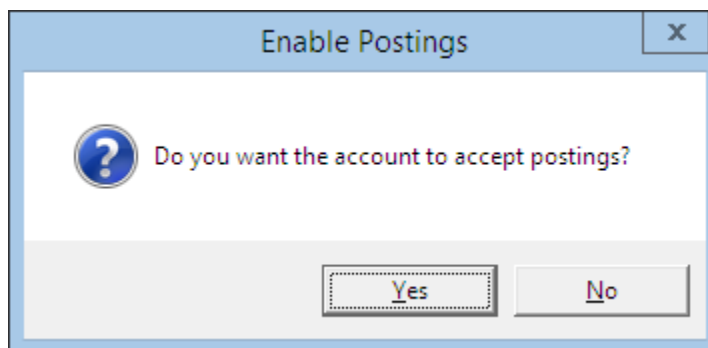 Enable Postings
x
?
Do you want the account to accept postings?
Yes
No